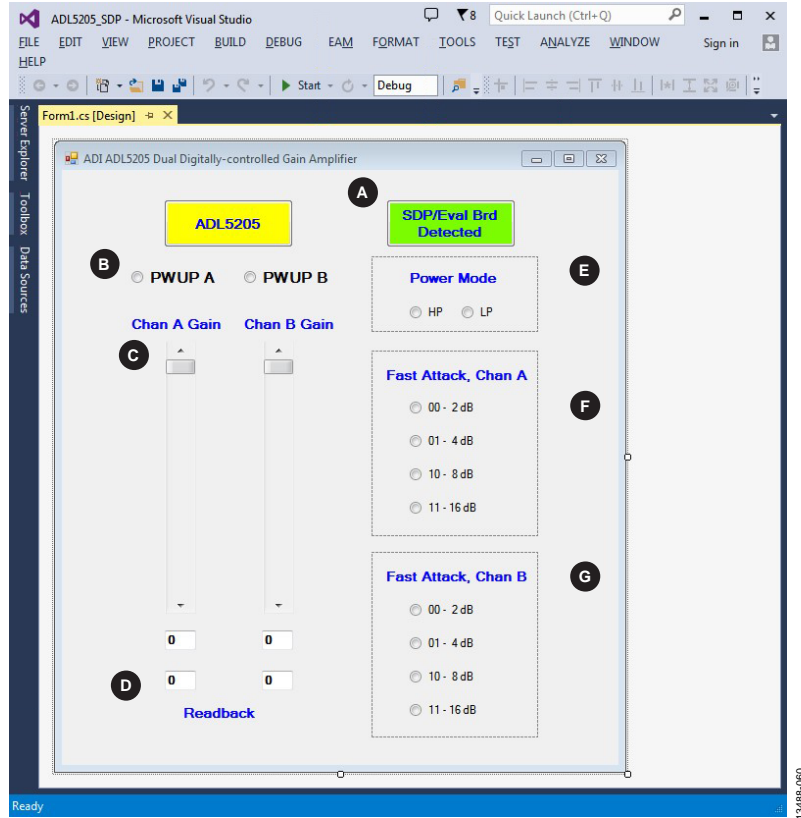 ADL5205_SDP - Microsoft Visual Studio
8
Quick Launch (Ctrl+Q)
FILE EDIT VIEW PROJECT BUILD DEBUG EAM FORMAT TOOLS TEST ANALYZE WINDOW Sign in
HELP
Start Debug
Server Explorer
Toolbox
Data Sources
Form1.cs [Design]
ADI ADL5205 Dual Digitally-controlled Gain Amplifier
A
ADL5205
SDP/Eval Brd
Detected
B
PWUP A PWUP B
E
Power Mode
HP LP
Chan A Gain Chan B Gain
C
Fast Attack, Chan A
F
00 - 2 dB
01 - 4 dB
10 - 8 dB
11 - 16 dB
Fast Attack, Chan B
G
00 - 2 dB
01 - 4 dB
10 - 8 dB
11 - 16 dB
0 0
D
0 0
Readback
Ready
13488-060